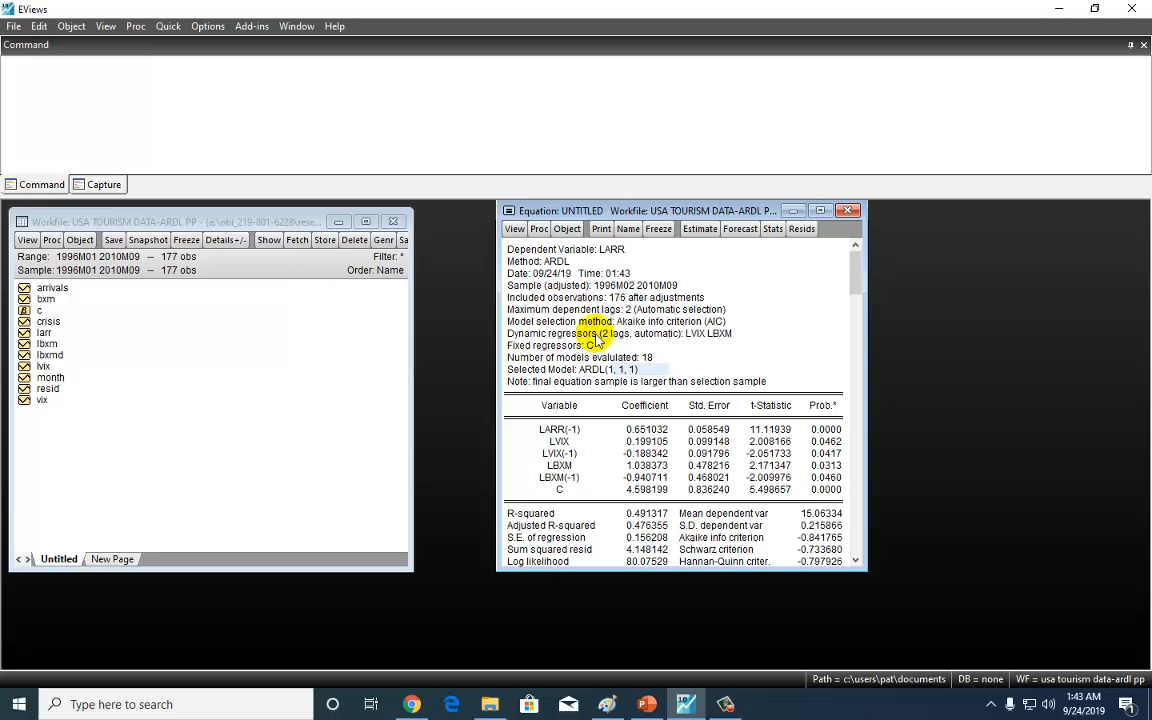 EViews
File Edit Object View Proc Quick Options Add-ins Window Help
Command
Command Capture
Workfile: USA TOURISM DATA-ARDL PP - (e:\obi_219-801-6228\rese...
View Proc Object Save Snapshot Freeze Details+/- Show Fetch Store Delete Genr Sa
Range: 1996M01 2010M09 -- 177 obs Filter: *
Sample: 1996M01 2010M09 -- 177 obs Order: Name
arrivals
bxm
c
crisis
larr
lbxm
lbxmd
lvix
month
resid
vix
< > Untitled New Page
Equation: UNTITLED Workfile: USA TOURISM DATA-ARDL P...
View Proc Object Print Name Freeze Estimate Forecast Stats Resids
Dependent Variable: LARR
Method: ARDL
Date: 09/24/19 Time: 01:43
Sample (adjusted): 1996M02 2010M09
Included observations: 176 after adjustments
Maximum dependent lags: 2 (Automatic selection)
Model selection method: Akaike info criterion (AIC)
Dynamic regressors (2 lags, automatic): LVIX LBXM
Fixed regressors: C
Number of models evaluated: 18
Selected Model: ARDL(1, 1, 1)
Note: final equation sample is larger than selection sample
Variable Coefficient Std. Error t-Statistic Prob.*
LARR(-1) 0.651032 0.058549 11.11939 0.0000
LVIX 0.199105 0.099148 2.008166 0.0462
LVIX(-1) -0.188342 0.091796 -2.051733 0.0417
LBXM 1.038373 0.478216 2.171347 0.0313
LBXM(-1) -0.940711 0.468021 -2.009976 0.0460
C 4.598199 0.836240 5.498657 0.0000
R-squared 0.491317 Mean dependent var 15.06334
Adjusted R-squared 0.476355 S.D. dependent var 0.215866
S.E. of regression 0.156208 Akaike info criterion -0.841765
Sum squared resid 4.148142 Schwarz criterion -0.733680
Log likelihood 80.07529 Hannan-Quinn criter. -0.797926
Path = c:\users\pat\documents DB = none WF = usa tourism data-ardl pp
Type here to search
1:43 AM
9/24/2019
1